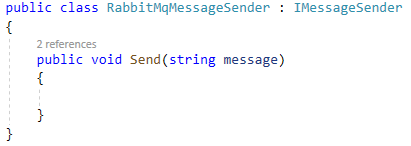 public class RabbitMqMessageSender : IMessageSender
{
2 references
public void Send(string message)
{
}
}